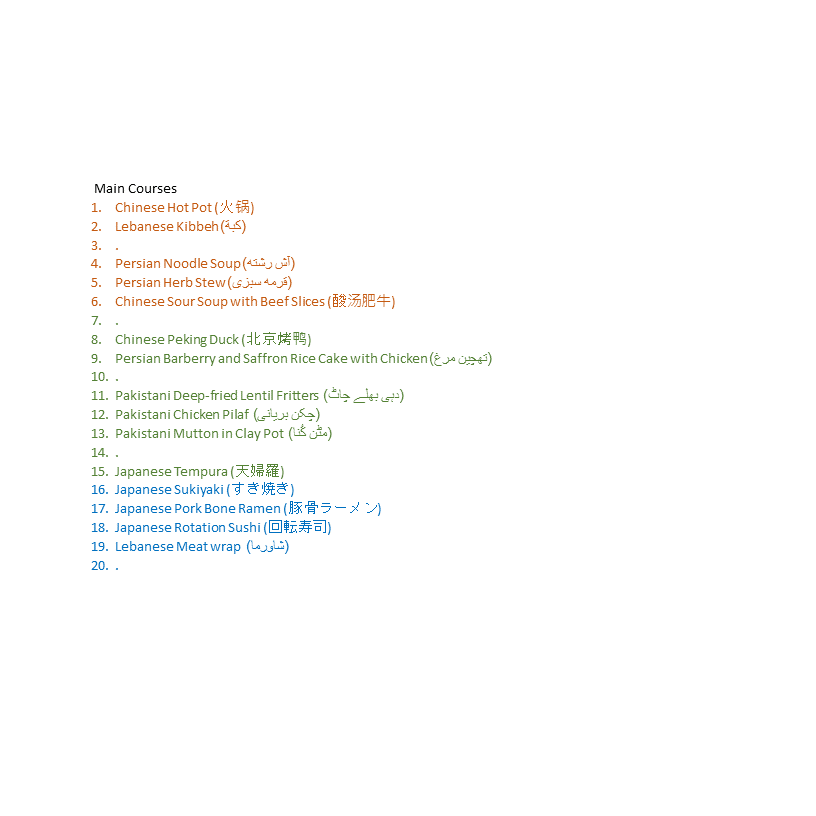 Main Courses
1. Chinese Hot Pot (火锅)
2. Lebanese Kibbeh (كبة)
3. .
4. Persian Noodle Soup (آش رشته)
5. Persian Herb Stew (قرمه سبزی)
6. Chinese Sour Soup with Beef Slices (酸汤肥牛)
7. .
8. Chinese Peking Duck (北京烤鸭)
9. Persian Barberry and Saffron Rice Cake with Chicken (تهچین مرغ)
10. .
11. Pakistani Deep-fried Lentil Fritters (دہی بھلے چاٹ)
12. Pakistani Chicken Pilaf (چکن بریانی)
13. Pakistani Mutton in Clay Pot (مٹن کُنا)
14. .
15. Japanese Tempura (天婦羅)
16. Japanese Sukiyaki (すき焼き)
17. Japanese Pork Bone Ramen (豚骨ラーメン)
18. Japanese Rotation Sushi (回転寿司)
19. Lebanese Meat wrap (شاورما)
20. .